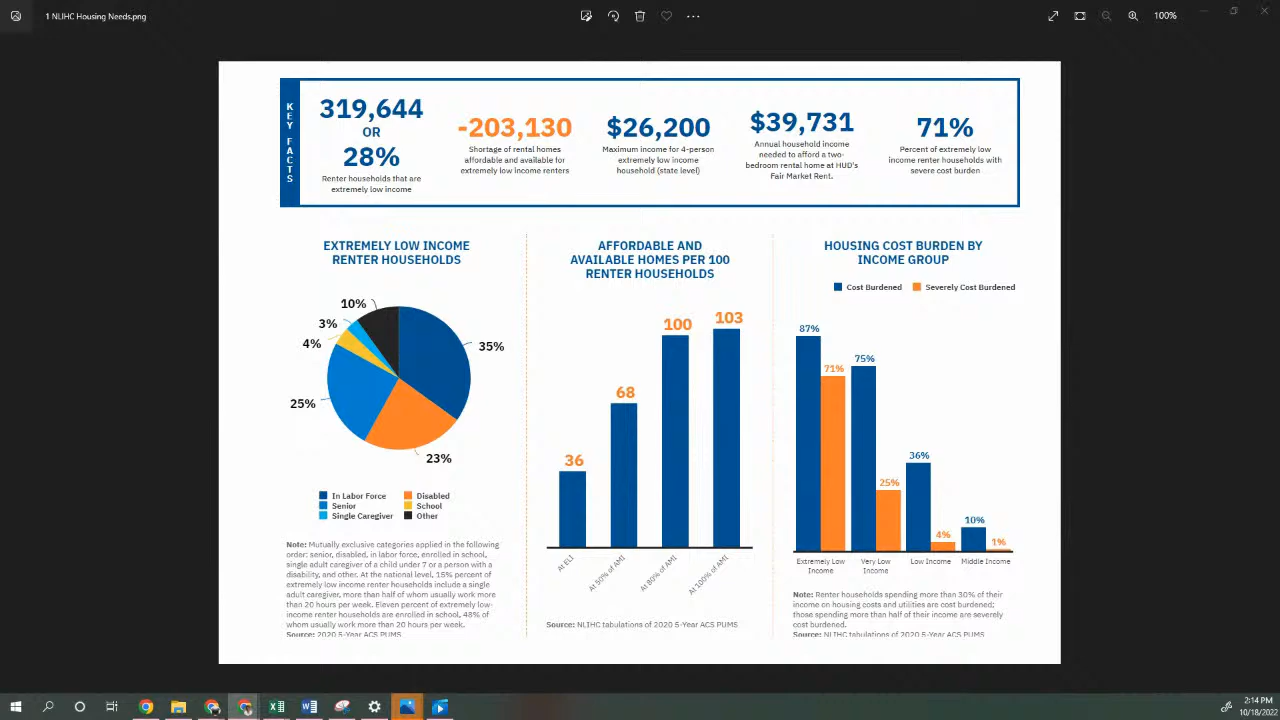 1 NLIHC Housing Needs.png
100%
KEY FACTS
319,644
OR
28%
Renter households that are
extremely low income
-203,130
Shortage of rental homes
affordable and available for
extremely low income renters
$26,200
Maximum income for 4-person
extremely low income
household (state level)
$39,731
Annual household income
needed to afford a two-
bedroom rental home at HUD's
Fair Market Rent.
71%
Percent of extremely low
income renter households with
severe cost burden
EXTREMELY LOW INCOME
RENTER HOUSEHOLDS
10%
3%
4%
35%
25%
23%
In Labor Force
Disabled
Senior
School
Single Caregiver
Other
Note: Mutually exclusive categories applied in the following
order: senior, disabled, in labor force, enrolled in school,
single adult caregiver of a child under 7 or a person with a
disability, and other. At the national level, 15% percent of
extremely low income renter households include a single
adult caregiver, more than half of whom usually work more
than 20 hours per week. Eleven percent of extremely low-
income renter households are enrolled in school, 48% of
whom usually work more than 20 hours per week.
Source: 2020 5-Year ACS PUMS
AFFORDABLE AND
AVAILABLE HOMES PER 100
RENTER HOUSEHOLDS
36
68
100
103
At ELI
At 50% of AMI
At 80% of AMI
At 100% of AMI
Source: NLIHC tabulations of 2020 5-Year ACS PUMS
HOUSING COST BURDEN BY
INCOME GROUP
Cost Burdened
Severely Cost Burdened
87%
71%
75%
25%
36%
4%
10%
1%
Extremely Low
Income
Very Low
Income
Low Income
Middle Income
Note: Renter households spending more than 30% of their
income on housing costs and utilities are cost burdened;
those spending more than half of their income are severely
cost burdened.
Source: NLIHC tabulations of 2020 5-Year ACS PUMS
2:14 PM
10/18/2022